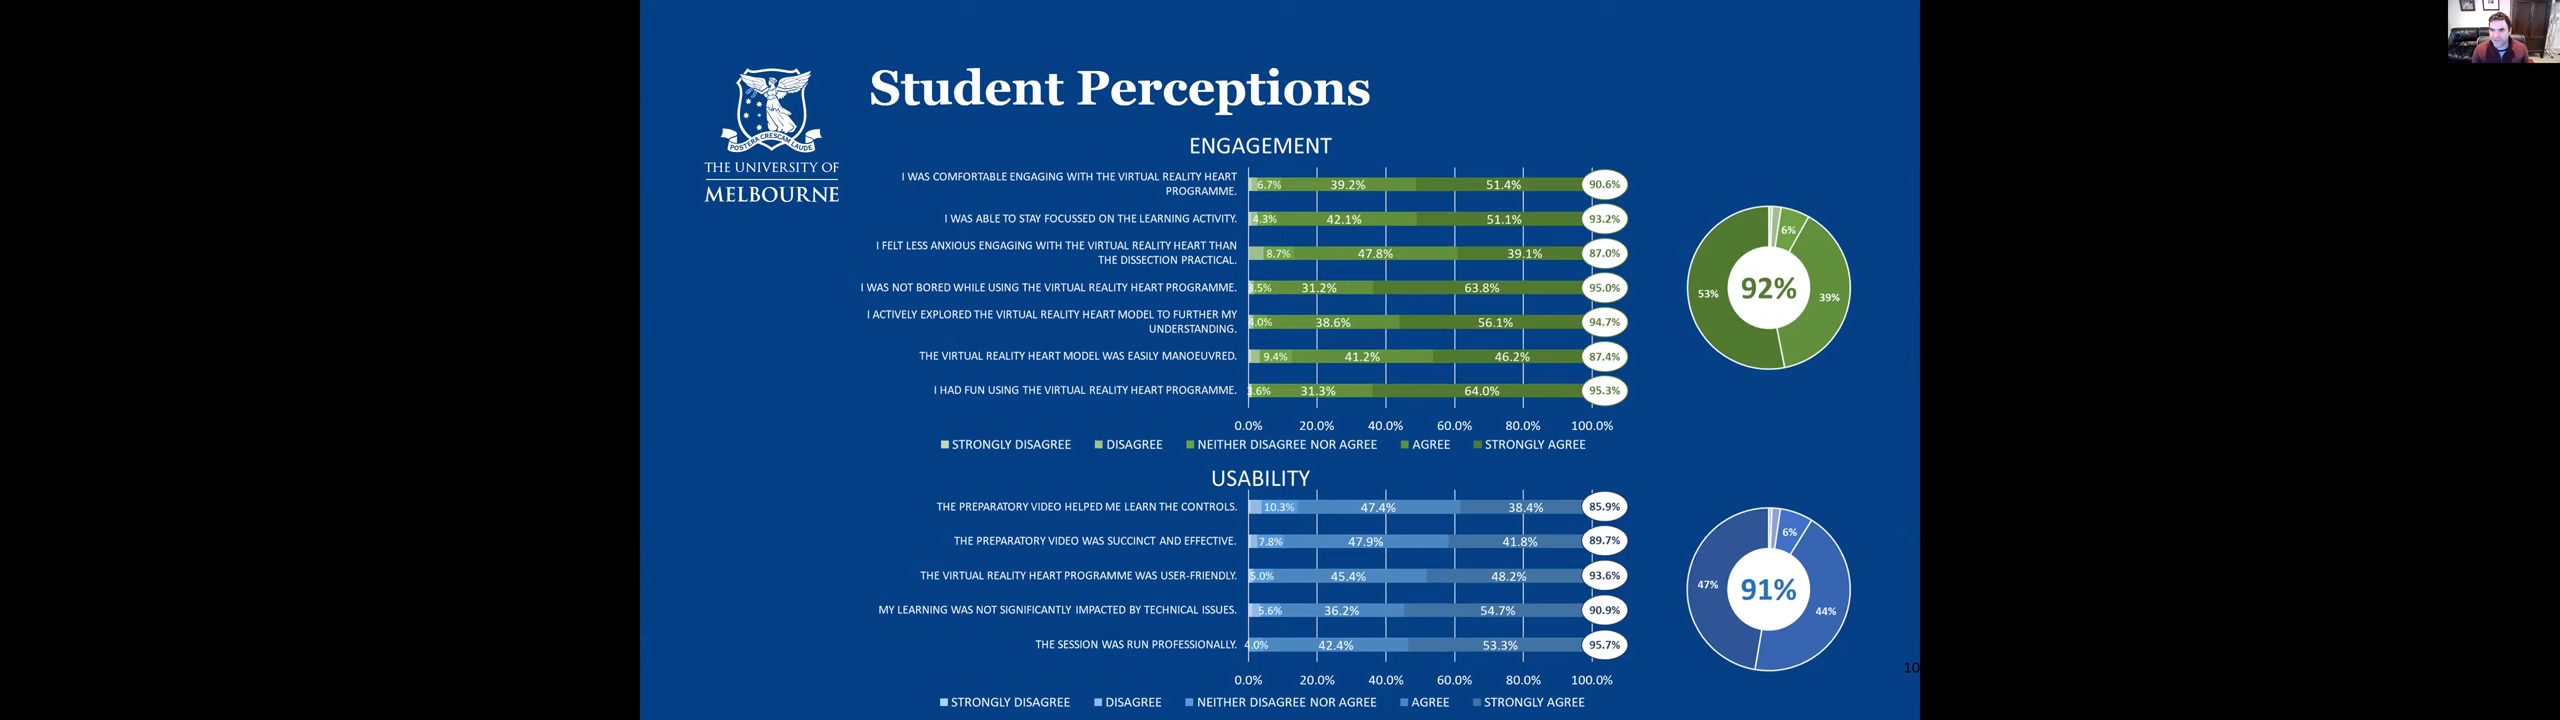 Student Perceptions
POSTERA CRESCAM LAUDE
THE UNIVERSITY OF
MELBOURNE
ENGAGEMENT
I WAS COMFORTABLE ENGAGING WITH THE VIRTUAL REALITY HEART
PROGRAMME.
6.7% 39.2% 51.4% 90.6%
I WAS ABLE TO STAY FOCUSSED ON THE LEARNING ACTIVITY.
4.3% 42.1% 51.1% 93.2%
I FELT LESS ANXIOUS ENGAGING WITH THE VIRTUAL REALITY HEART THAN
THE DISSECTION PRACTICAL.
8.7% 47.8% 39.1% 87.0%
I WAS NOT BORED WHILE USING THE VIRTUAL REALITY HEART PROGRAMME.
3.5% 31.2% 63.8% 95.0%
I ACTIVELY EXPLORED THE VIRTUAL REALITY HEART MODEL TO FURTHER MY
UNDERSTANDING.
4.0% 38.6% 56.1% 94.7%
THE VIRTUAL REALITY HEART MODEL WAS EASILY MANOEUVRED.
9.4% 41.2% 46.2% 87.4%
I HAD FUN USING THE VIRTUAL REALITY HEART PROGRAMME.
3.6% 31.3% 64.0% 95.3%
0.0% 20.0% 40.0% 60.0% 80.0% 100.0%
STRONGLY DISAGREE DISAGREE NEITHER DISAGREE NOR AGREE AGREE STRONGLY AGREE
6%
92%
53%
39%
USABILITY
THE PREPARATORY VIDEO HELPED ME LEARN THE CONTROLS.
10.3% 47.4% 38.4% 85.9%
THE PREPARATORY VIDEO WAS SUCCINCT AND EFFECTIVE.
7.8% 47.9% 41.8% 89.7%
THE VIRTUAL REALITY HEART PROGRAMME WAS USER-FRIENDLY.
5.0% 45.4% 48.2% 93.6%
MY LEARNING WAS NOT SIGNIFICANTLY IMPACTED BY TECHNICAL ISSUES.
5.6% 36.2% 54.7% 90.9%
THE SESSION WAS RUN PROFESSIONALLY.
4.0% 42.4% 53.3% 95.7%
0.0% 20.0% 40.0% 60.0% 80.0% 100.0%
STRONGLY DISAGREE DISAGREE NEITHER DISAGREE NOR AGREE AGREE STRONGLY AGREE
6%
47%
91%
44%
10